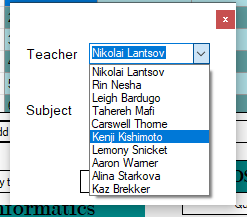 Teacher
Nikolai Lantsov
Nikolai Lantsov
Rin Nesha
Leigh Bardugo
Tahereh Mafi
Subject
Carswell Thorne
Kenji Kishimoto
Lemony Snicket
Aaron Warner
Alina Starkova
Kaz Brekker